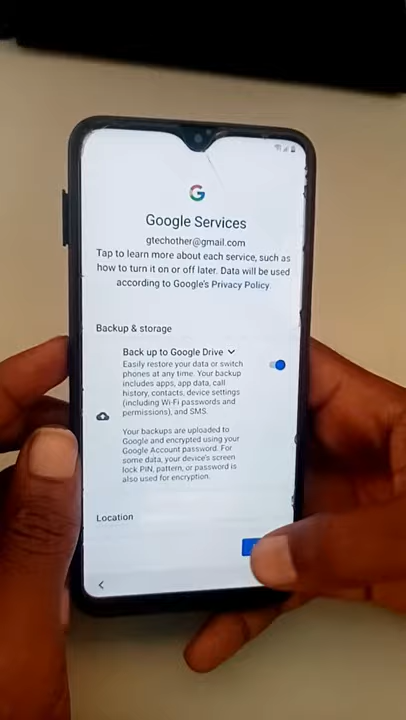 G
Google Services
gtechother@gmail.com
Tap to learn more about each service, such as
how to turn it on or off later. Data will be used
according to Google's Privacy Policy.
Backup & storage
Back up to Google Drive
Easily restore your data or switch
phones at any time. Your backup
includes apps, app data, call
history, contacts, device settings
(including Wi-Fi passwords and
permissions), and SMS.
Your backups are uploaded to
Google and encrypted using your
Google Account password. For
some data, your device's screen
lock PIN, pattern, or password is
also used for encryption.
Location